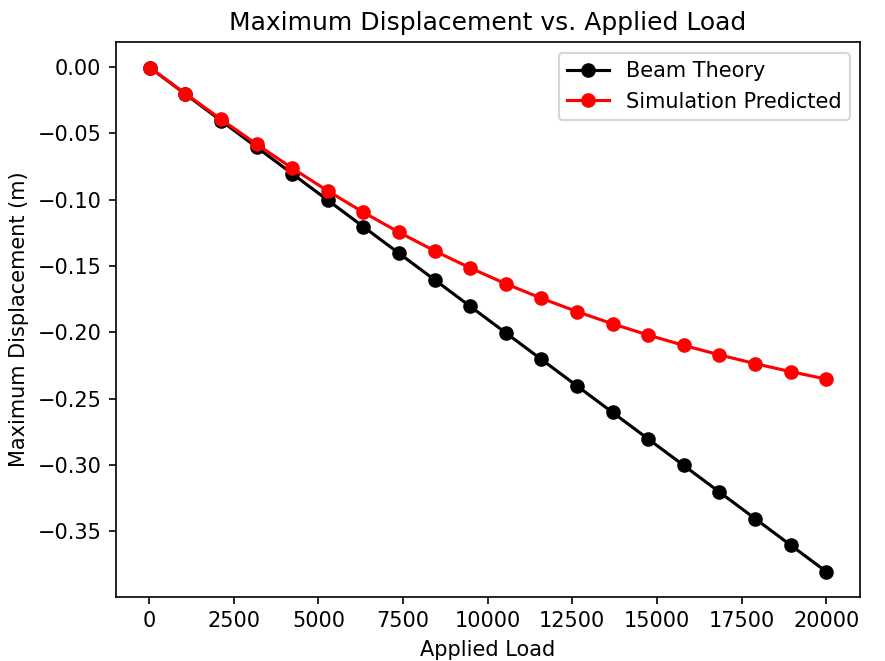 Maximum Displacement vs. Applied Load
Beam Theory
Simulation Predicted
Maximum Displacement (m)
0.00
−0.05
−0.10
−0.15
−0.20
−0.25
−0.30
−0.35
0 2500 5000 7500 10000 12500 15000 17500 20000
Applied Load